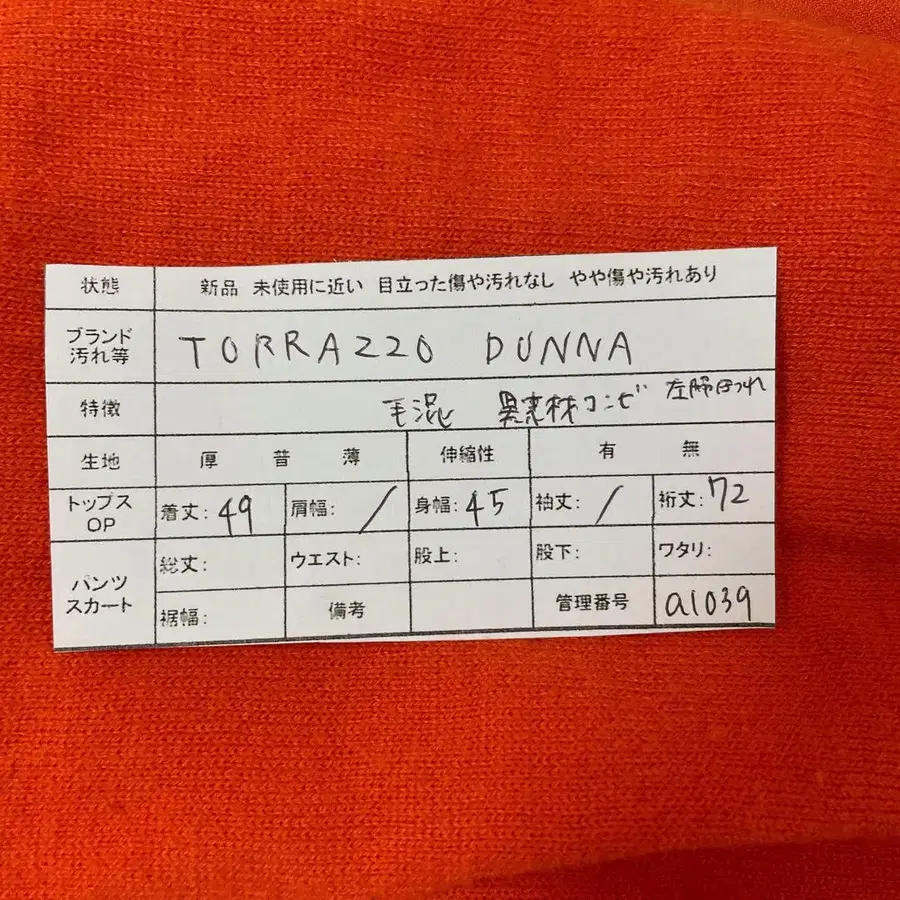 状態 新品 未使用に近い 目立った傷や汚れなし やや傷や汚れあり
ブランド
汚れ等 TORRAZZO DONNA
特徴 毛混 異素材コンビ 左脇ほつれ
生地 厚 昔 薄 伸縮性 有 無
トップス
OP 着丈: 49 肩幅: / 身幅: 45 袖丈: / 裄丈: 72
パンツ
スカート 総丈: ウエスト: 股上: 股下: ワタリ:
裾幅: 備考 管理番号 a1039